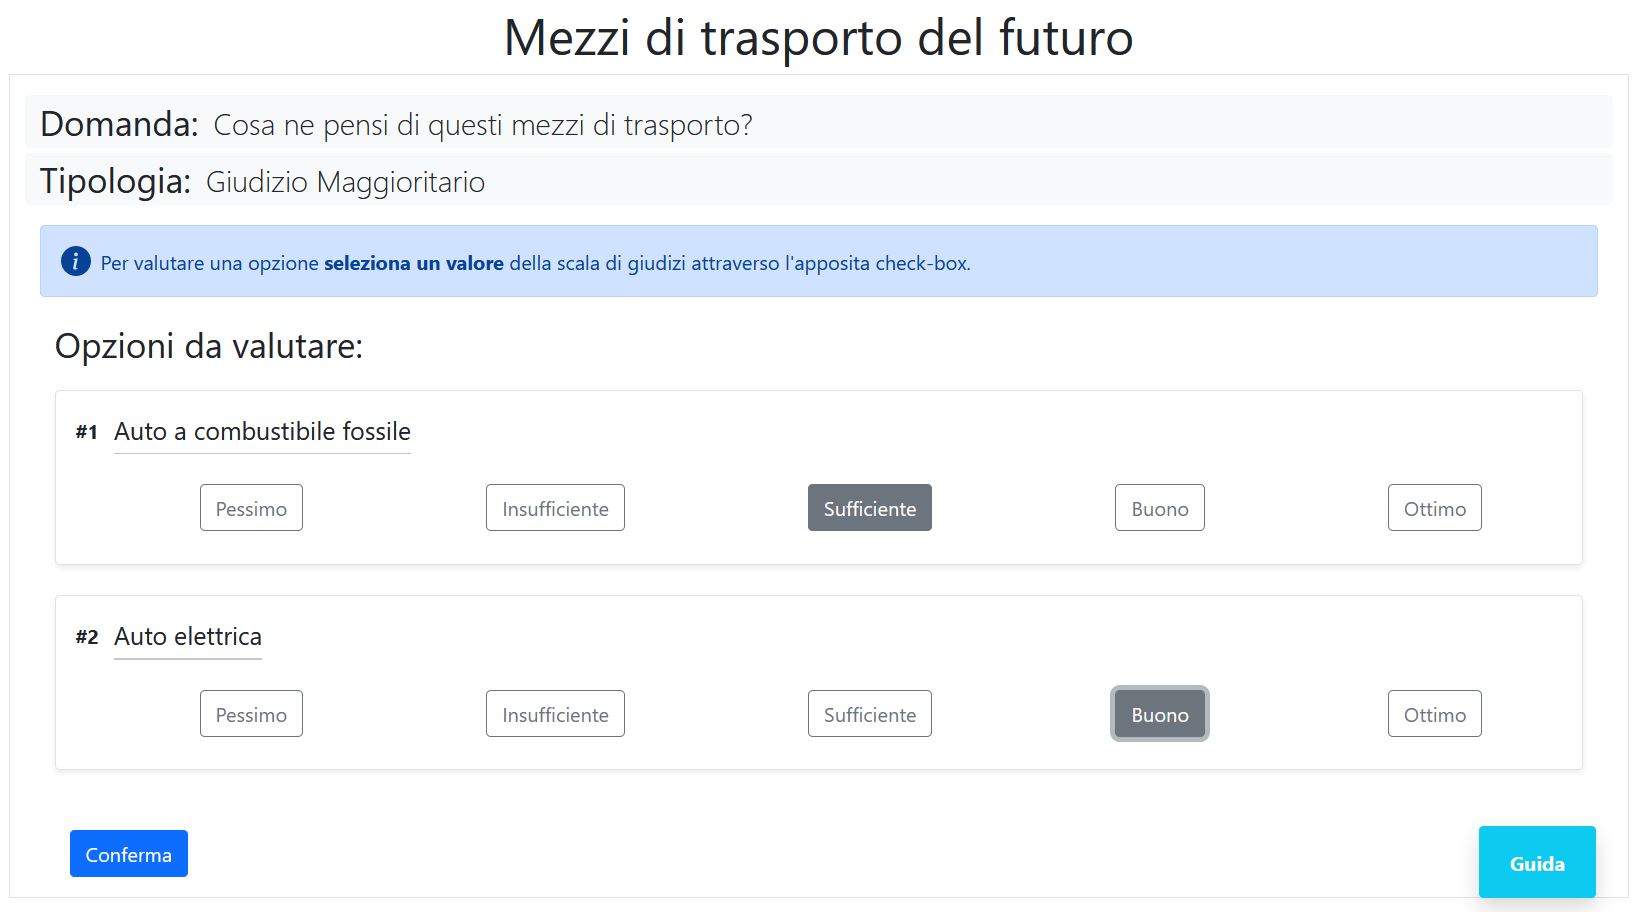 Mezzi di trasporto del futuro
Domanda: Cosa ne pensi di questi mezzi di trasporto?
Tipologia: Giudizio Maggioritario
i Per valutare una opzione seleziona un valore della scala di giudizi attraverso l'apposita check-box.
Opzioni da valutare:
#1 Auto a combustibile fossile
Pessimo Insufficiente Sufficiente Buono Ottimo
#2 Auto elettrica
Pessimo Insufficiente Sufficiente Buono Ottimo
Conferma Guida